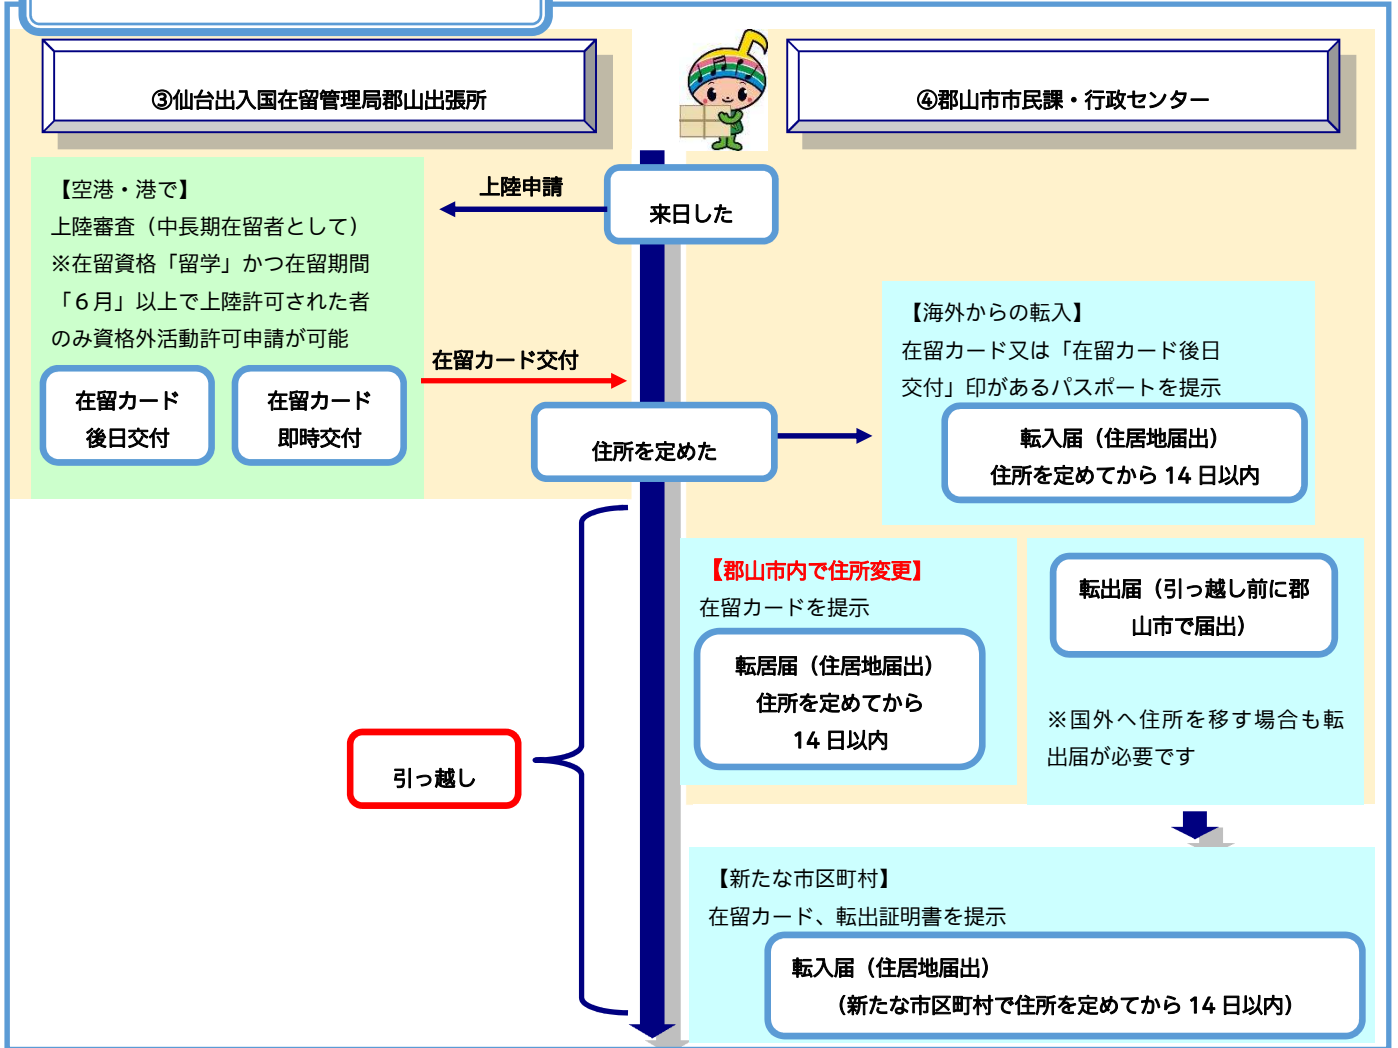 ③仙台出入国在留管理局郡山出張所
④郡山市市民課・行政センター
【空港・港で】
上陸審査（中長期在留者として）
※在留資格「留学」かつ在留期間
「６月」以上で上陸許可された者
のみ資格外活動許可申請が可能
在留カード
後日交付
在留カード
即時交付
上陸申請
来日した
在留カード交付
住所を定めた
【海外からの転入】
在留カード又は「在留カード後日
交付」印があるパスポートを提示
転入届（住居地届出）
住所を定めてから 14 日以内
引っ越し
【郡山市内で住所変更】
在留カードを提示
転居届（住居地届出）
住所を定めてから
14 日以内
転出届（引っ越し前に郡
山市で届出）
※国外へ住所を移す場合も転
出届が必要です
【新たな市区町村】
在留カード、転出証明書を提示
転入届（住居地届出）
（新たな市区町村で住所を定めてから 14 日以内）